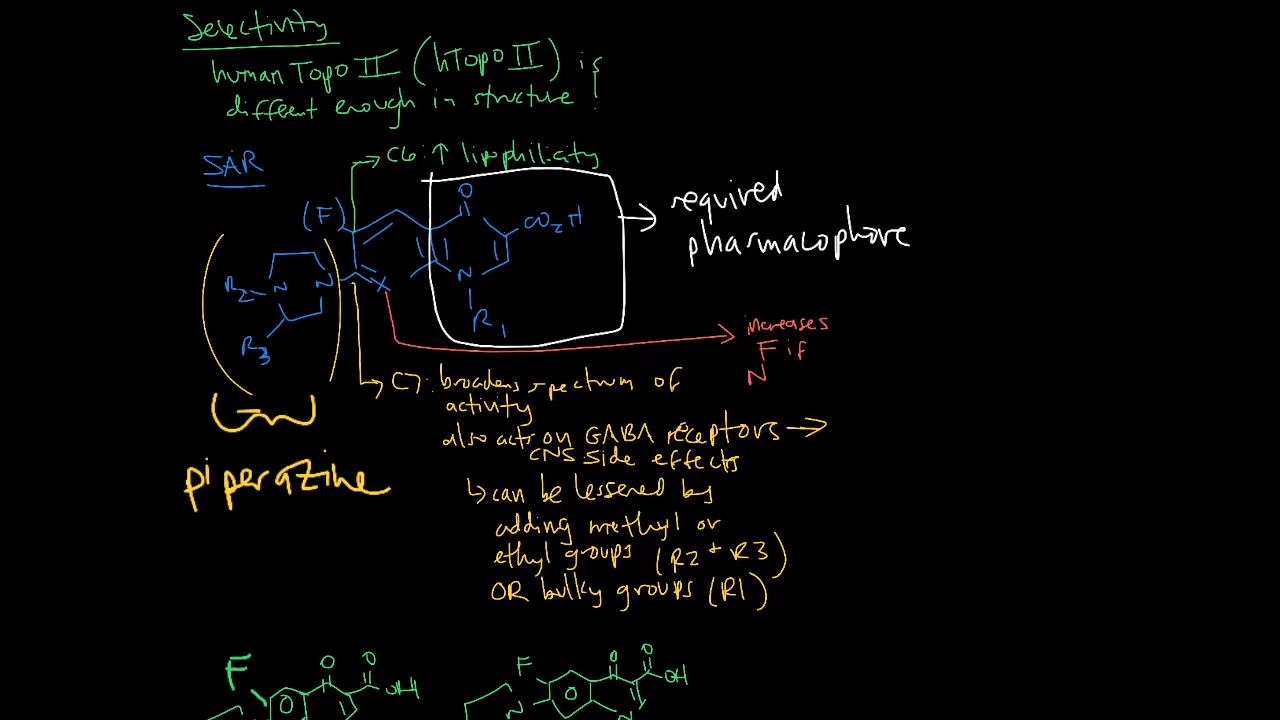 Selectivity
human Topo II (hTopo II) is
different enough in structure!
SAR
C6: ↑ lipophilicity
(F)
O
CO2H
required
pharmacophore
R2
N
N
X
N
R1
R3
increases
F if
N
C7: broadens spectrum of
activity
also acts on GABA receptors →
CNS side effects
piperazine
↳ can be lessened by
adding methyl or
ethyl groups (R2 + R3)
OR bulky groups (R1)
F
O
O
OH
F
O
O
OH
N